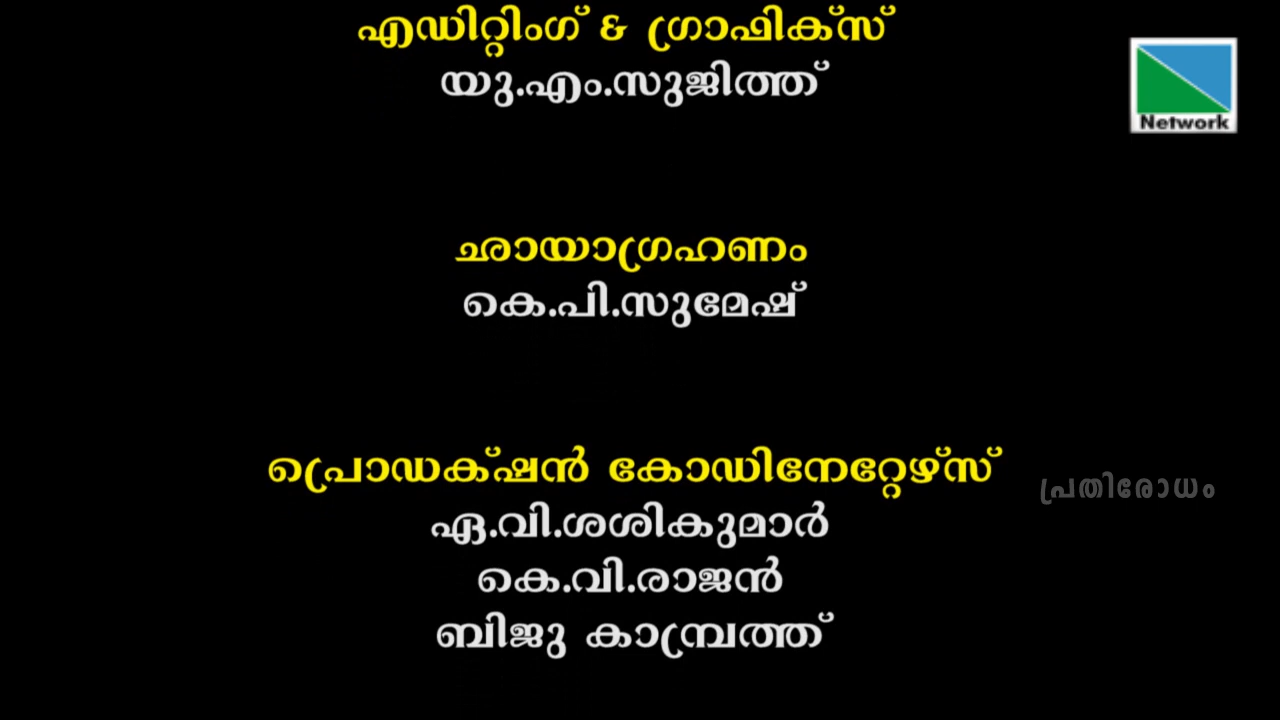 എഡിറ്റിംഗ് & ഗ്രാഫിക്സ്
യു.എം.സുജിത്ത്
Network
ഛായാഗ്രഹണം
കെ.പി.സുമേഷ്
പ്രൊഡക്ഷൻ കോഡിനേറ്റേഴ്സ്
പ്രതിരോധം
ഏ.വി.ശശികുമാർ
കെ.വി.രാജൻ
ബിജു കാമ്പ്രത്ത്